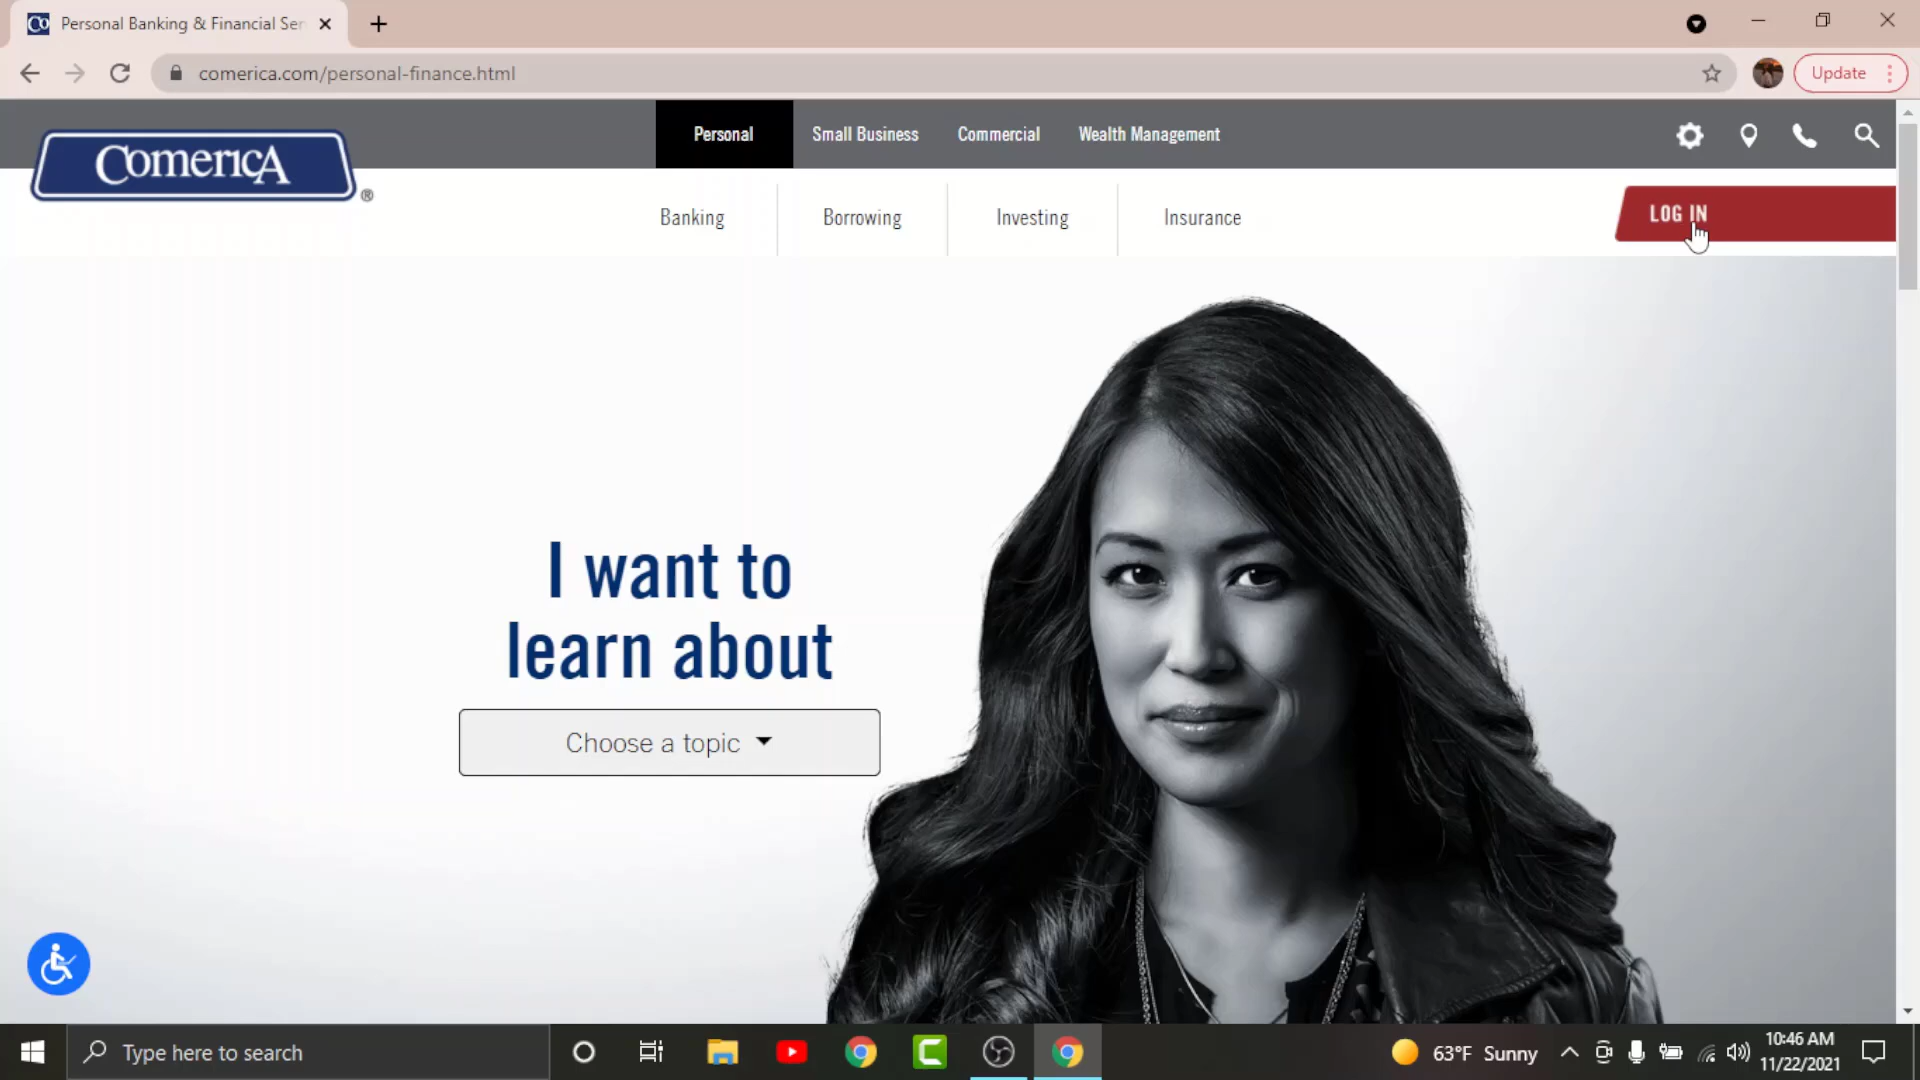 Personal Banking & Financial Ser
comerica.com/personal-finance.html
Update
Personal Small Business Commercial Wealth Management
ComericA ®
Banking Borrowing Investing Insurance
LOG IN
I want to
learn about
Choose a topic
Type here to search
63°F Sunny
10:46 AM
11/22/2021